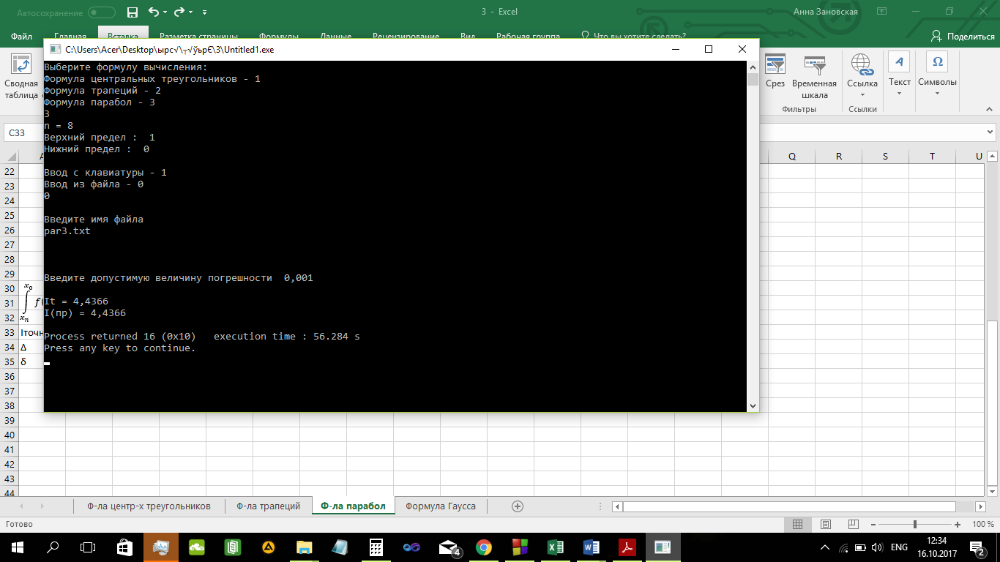 Автосохранение
3 - Excel
Анна Зановская
Файл Главная Вставка Разметка страницы Формулы Данные Рецензирование Вид Рабочая группа Что вы хотите сделать? Поделиться
C:\Users\Acer\Desktop\ырс√\┬√ўьрЄ\3\Untitled1.exe
Сводная таблица
Срез
Временная шкала
Ссылка
Текст
Символы
Фильтры
Ссылки
C33
Q R S T U
Выберите формулу вычисления:
Формула центральных треугольников - 1
Формула трапеций - 2
Формула парабол - 3
3
n = 8
Верхний предел :  1
Нижний предел :  0
Ввод с клавиатуры - 1
Ввод из файла - 0
0
Введите имя файла
par3.txt
Введите допустимую величину погрешности  0,001
It = 4,4366
I(пр) = 4,4366
Process returned 16 (0x10)   execution time : 56.284 s
Press any key to continue.
22
23
24
25
26
27
28
29
30 x₀
31 ∫ f(
32 xₙ
33 Iточн
34 Δ
35 δ
36
37
38
39
40
41
42
43
44
Ф-ла центр-х треугольников Ф-ла трапеций Ф-ла парабол Формула Гаусса
Готово
100 %
4
ENG
12:34
16.10.2017
2